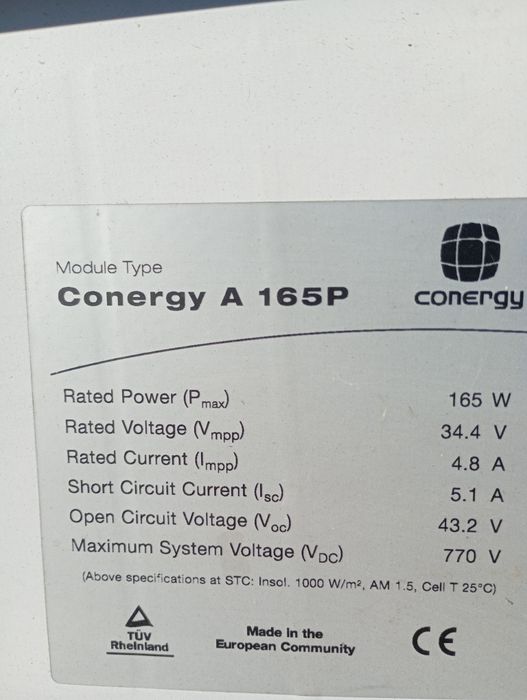 Module Type
Conergy A 165P
conergy
Rated Power (Pmax) 165 W
Rated Voltage (Vmpp) 34.4 V
Rated Current (Impp) 4.8 A
Short Circuit Current (Isc) 5.1 A
Open Circuit Voltage (Voc) 43.2 V
Maximum System Voltage (VDC) 770 V
(Above specifications at STC: Insol. 1000 W/m², AM 1.5, Cell T 25°C)
TÜV
Rheinland
Made in the
European Community
CE